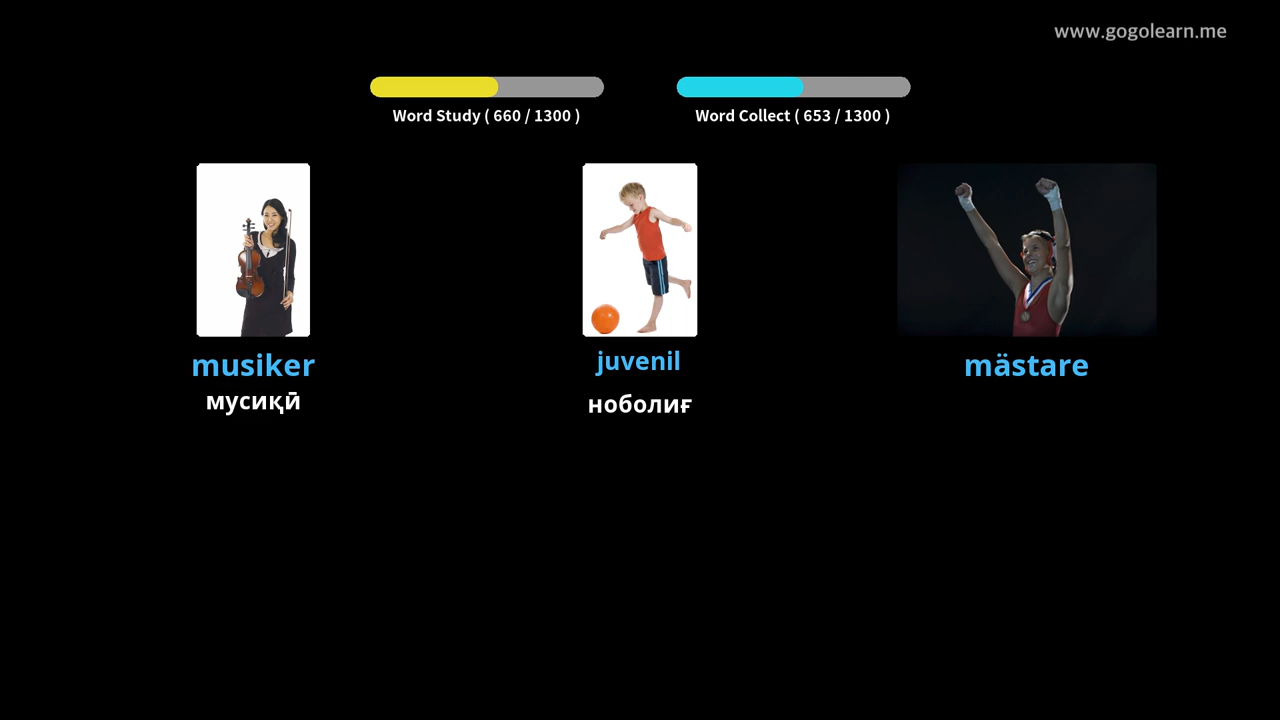 www.gogolearn.me
Word Study ( 660 / 1300 )
Word Collect ( 653 / 1300 )
musiker
мусиқӣ
juvenil
ноболиғ
mästare